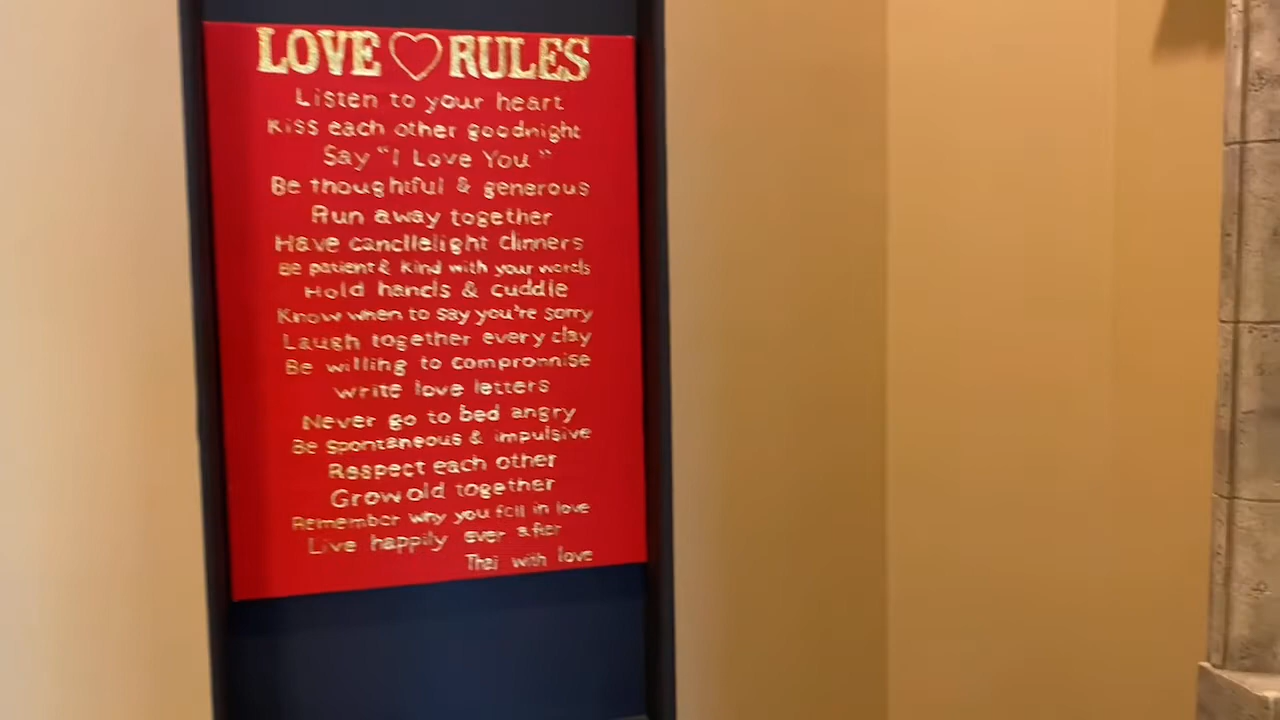 LOVE RULES
Listen to your heart
Kiss each other goodnight
Say "I Love You"
Be thoughtful & generous
Run away together
Have candlelight dinners
Be patient & kind with your words
Hold hands & cuddle
Know when to say you're sorry
Laugh together every day
Be willing to compromise
Write love letters
Never go to bed angry
Be spontaneous & impulsive
Respect each other
Grow old together
Remember why you fell in love
Live happily ever after
Thai with love